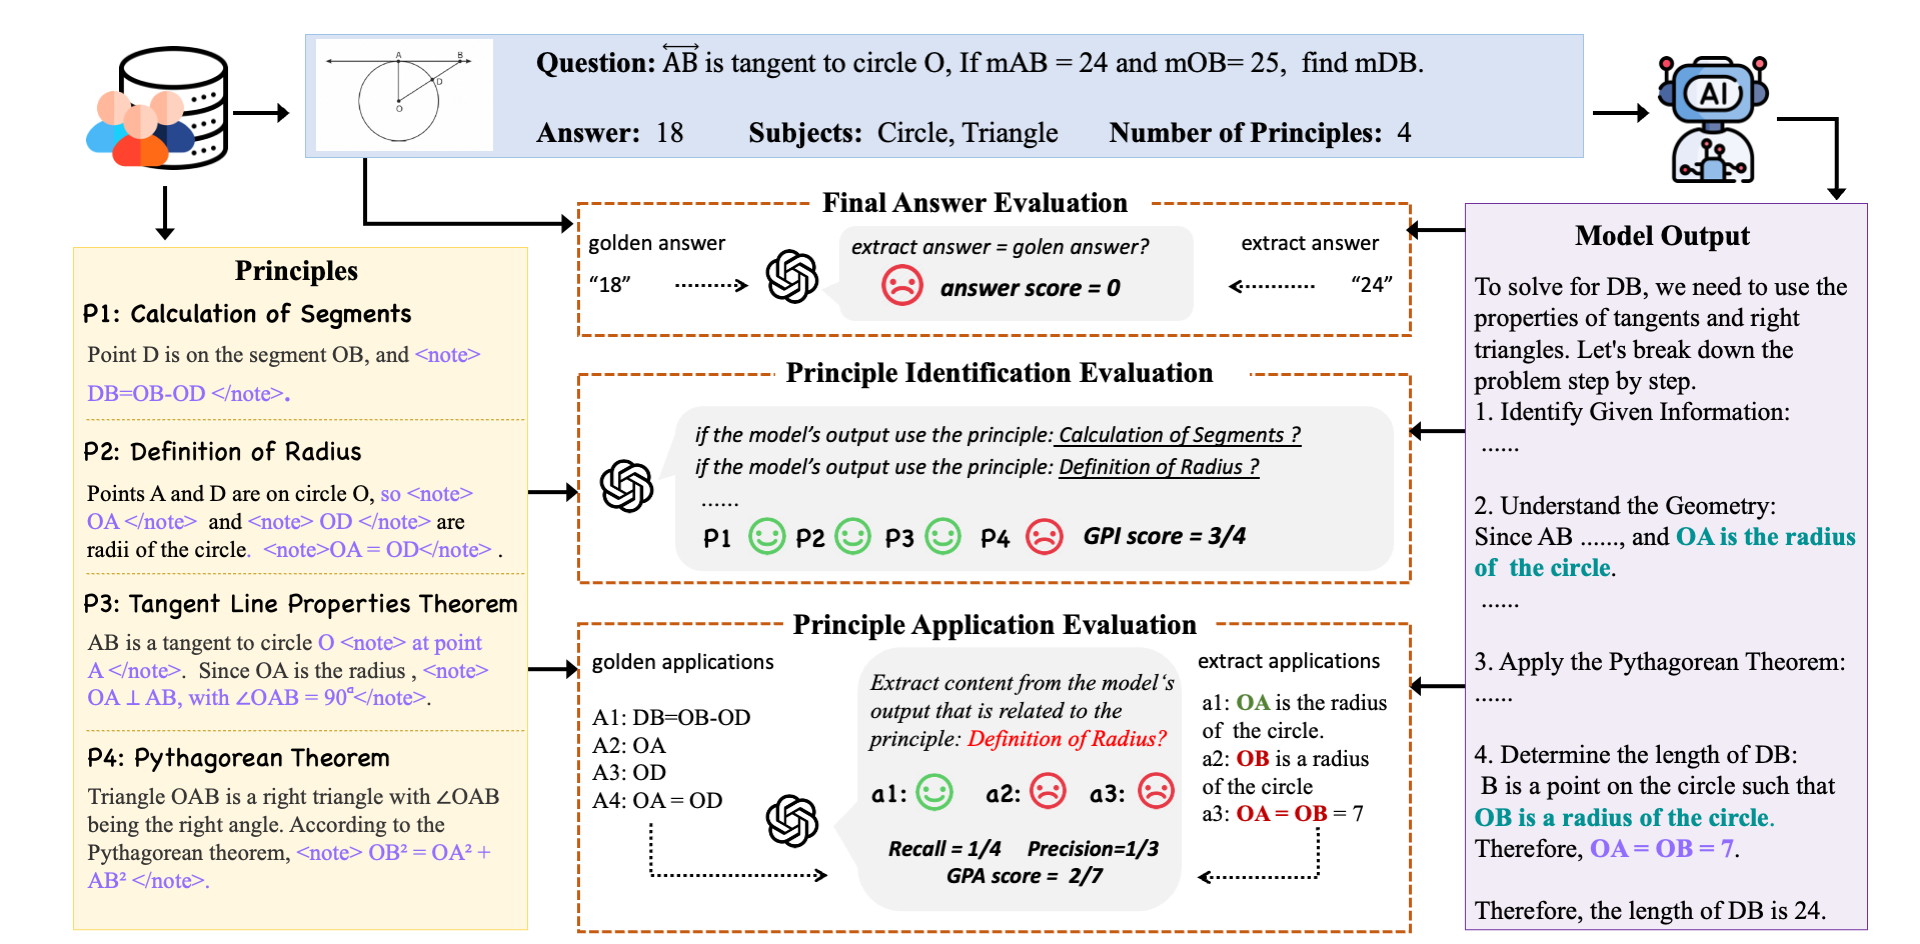 Question: AB is tangent to circle O, If mAB = 24 and mOB= 25, find mDB.
Answer: 18 Subjects: Circle, Triangle Number of Principles: 4
A B
D
O
AI
Principles
P1: Calculation of Segments
Point D is on the segment OB, and <note>
DB=OB-OD </note>.
P2: Definition of Radius
Points A and D are on circle O, so <note>
OA </note> and <note> OD </note> are
radii of the circle. <note>OA = OD</note> .
P3: Tangent Line Properties Theorem
AB is a tangent to circle O <note> at point
A </note>. Since OA is the radius , <note>
OA ⊥ AB, with ∠OAB = 90°</note>.
P4: Pythagorean Theorem
Triangle OAB is a right triangle with ∠OAB
being the right angle. According to the
Pythagorean theorem, <note> OB² = OA² +
AB² </note>.
Final Answer Evaluation
golden answer
"18"
extract answer = golen answer?
answer score = 0
extract answer
"24"
Principle Identification Evaluation
if the model's output use the principle: Calculation of Segments ?
if the model's output use the principle: Definition of Radius ?
......
P1 P2 P3 P4 GPI score = 3/4
Principle Application Evaluation
golden applications
A1: DB=OB-OD
A2: OA
A3: OD
A4: OA = OD
Extract content from the model's
output that is related to the
principle: Definition of Radius?
a1: a2: a3:
Recall = 1/4 Precision=1/3
GPA score = 2/7
extract applications
a1: OA is the radius
of the circle.
a2: OB is a radius
of the circle
a3: OA = OB = 7
Model Output
To solve for DB, we need to use the
properties of tangents and right
triangles. Let's break down the
problem step by step.
1. Identify Given Information:
......
2. Understand the Geometry:
Since AB ......, and OA is the radius
of the circle.
......
3. Apply the Pythagorean Theorem:
......
4. Determine the length of DB:
B is a point on the circle such that
OB is a radius of the circle.
Therefore, OA = OB = 7.
Therefore, the length of DB is 24.